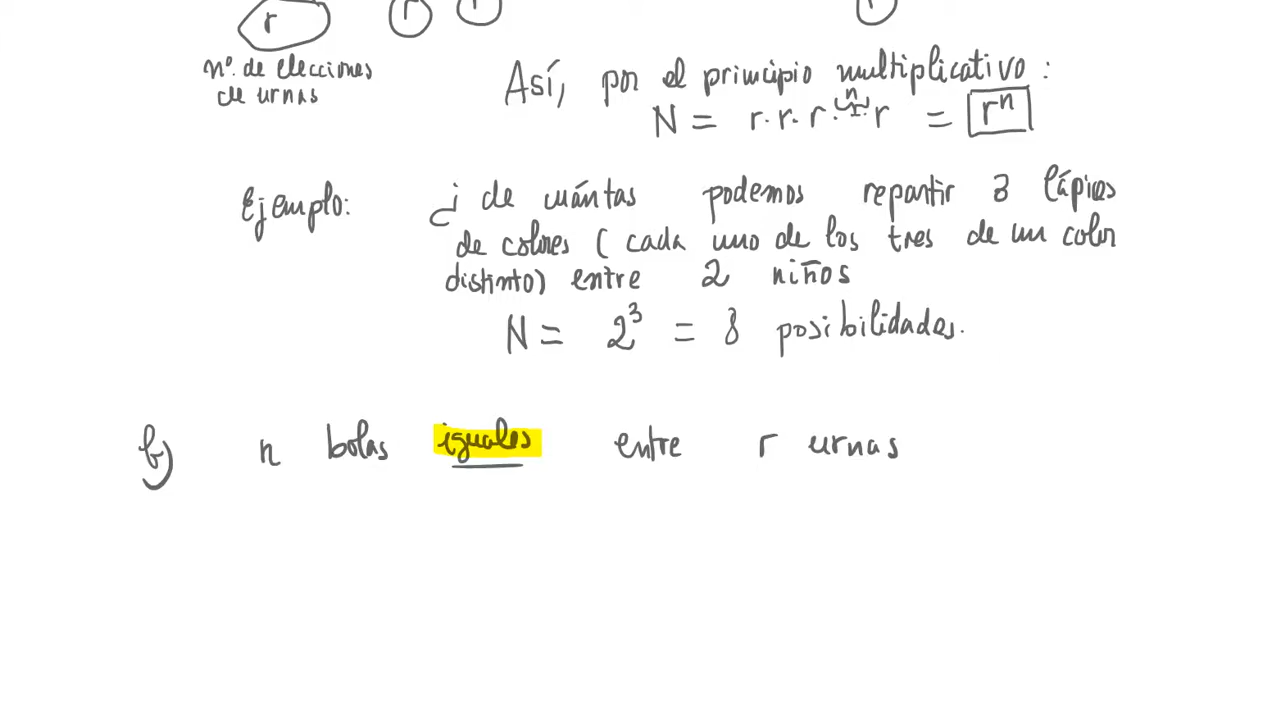 r r r r
nº. de elecciones
de urnas
Así, por el principio multiplicativo:
N = r. r. r. n. r = rⁿ
Ejemplo: ¿ de cuántas podemos repartir 3 lápices
de colores ( cada uno de los tres de un color
distinto) entre 2 niños
N = 2³ = 8 posibilidades.
b) n bolas iguales entre r urnas